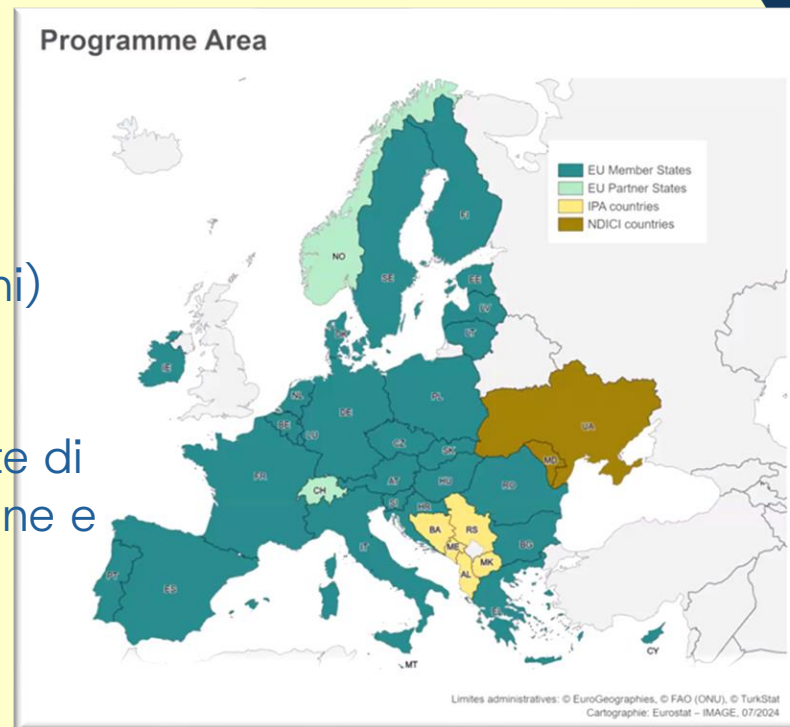 Programme Area
EU Member States
EU Partner States
IPA countries
NDICI countries
ni)
te di
ne e
FI
NO
SE
EE
LV
LT
DK
IE
NL
BE
LU
DE
PL
CZ
SK
UA
MD
FR
CH
AT
HU
RO
SI
HR
BA
RS
ME
MK
AL
BG
IT
PT
ES
EL
MT
CY
Limites administratives: © EuroGeographies, © FAO (ONU), © TurkStat
Cartographie: Eurostat – IMAGE, 07/2024